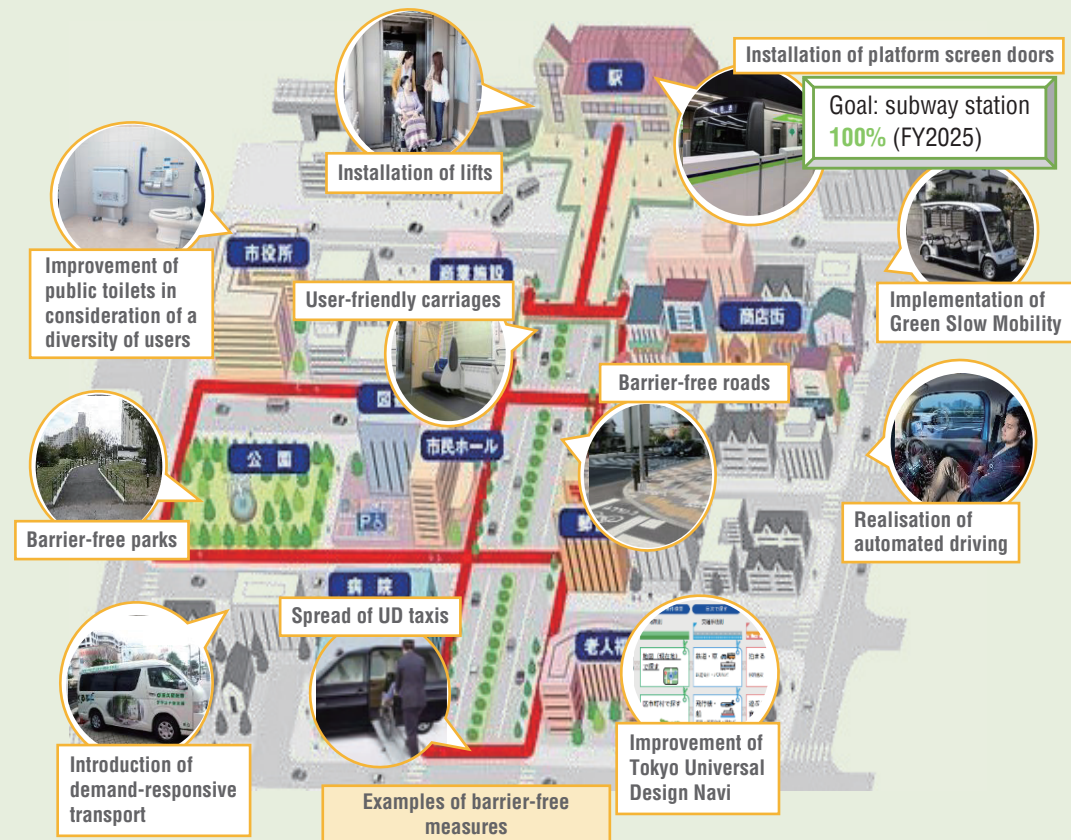 Installation of platform screen doors
Goal: subway station
100% (FY2025)
駅
Installation of lifts
Improvement of
public toilets in
consideration of a
diversity of users
市役所
商業施設
User-friendly carriages
商店街
Implementation of
Green Slow Mobility
Barrier-free roads
市民ホール
公園
P
Barrier-free parks
Realisation of
automated driving
病院
Spread of UD taxis
Introduction of
demand-responsive
transport
Improvement of
Tokyo Universal
Design Navi
Examples of barrier-free
measures